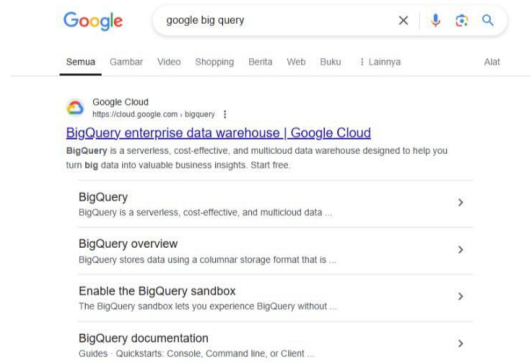 Google
google big query
Semua Gambar Video Shopping Berita Web Buku Lainnya Alat
Google Cloud
https://cloud.google.com › bigquery
BigQuery enterprise data warehouse | Google Cloud
BigQuery is a serverless, cost-effective, and multicloud data warehouse designed to help you
turn big data into valuable business insights. Start free.
BigQuery
BigQuery is a serverless, cost-effective, and multicloud data ...
BigQuery overview
BigQuery stores data using a columnar storage format that is ...
Enable the BigQuery sandbox
The BigQuery sandbox lets you experience BigQuery without ...
BigQuery documentation
Guides · Quickstarts: Console, Command line, or Client ...